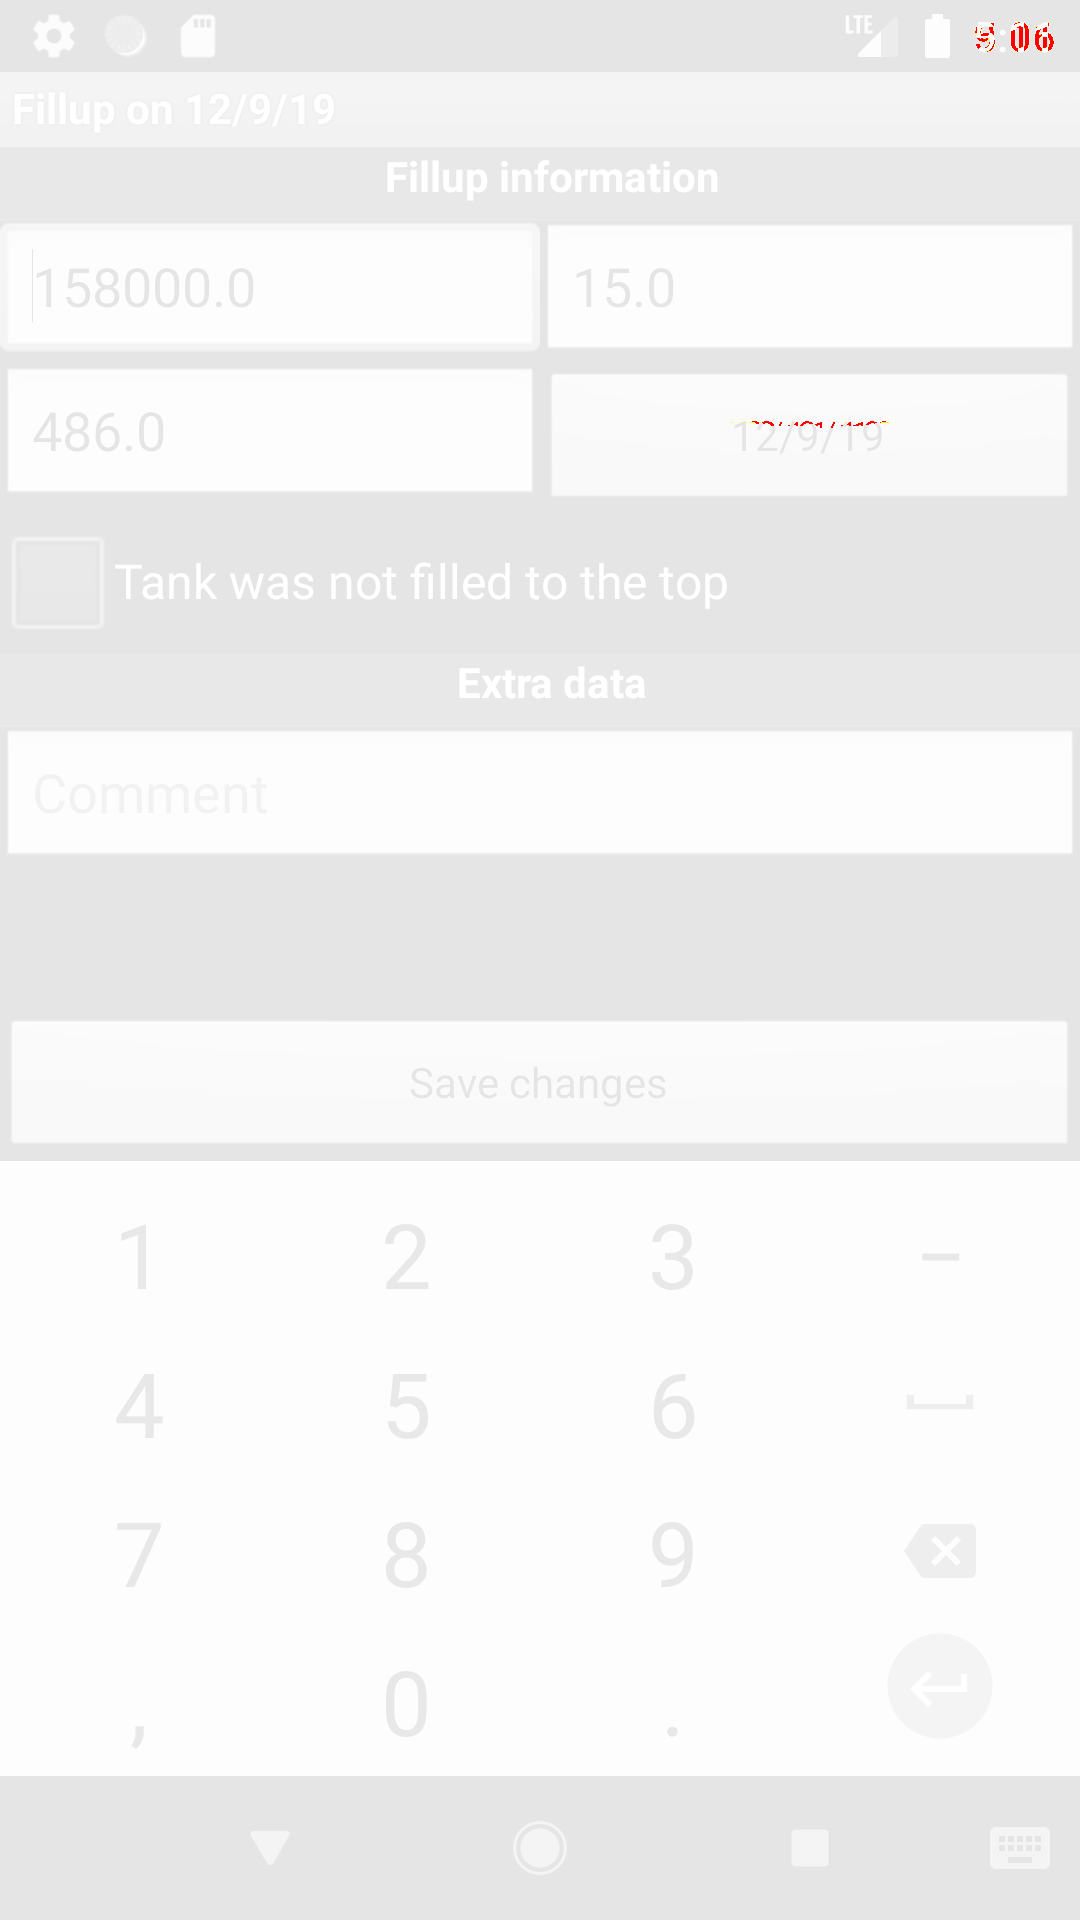 LTE
Fillup on 12/9/19
Fillup information
158000.0 15.0
486.0 12/9/19
Tank was not filled to the top
Extra data
Comment
Save changes
1 2 3 –
4 5 6
7 8 9
, 0 .